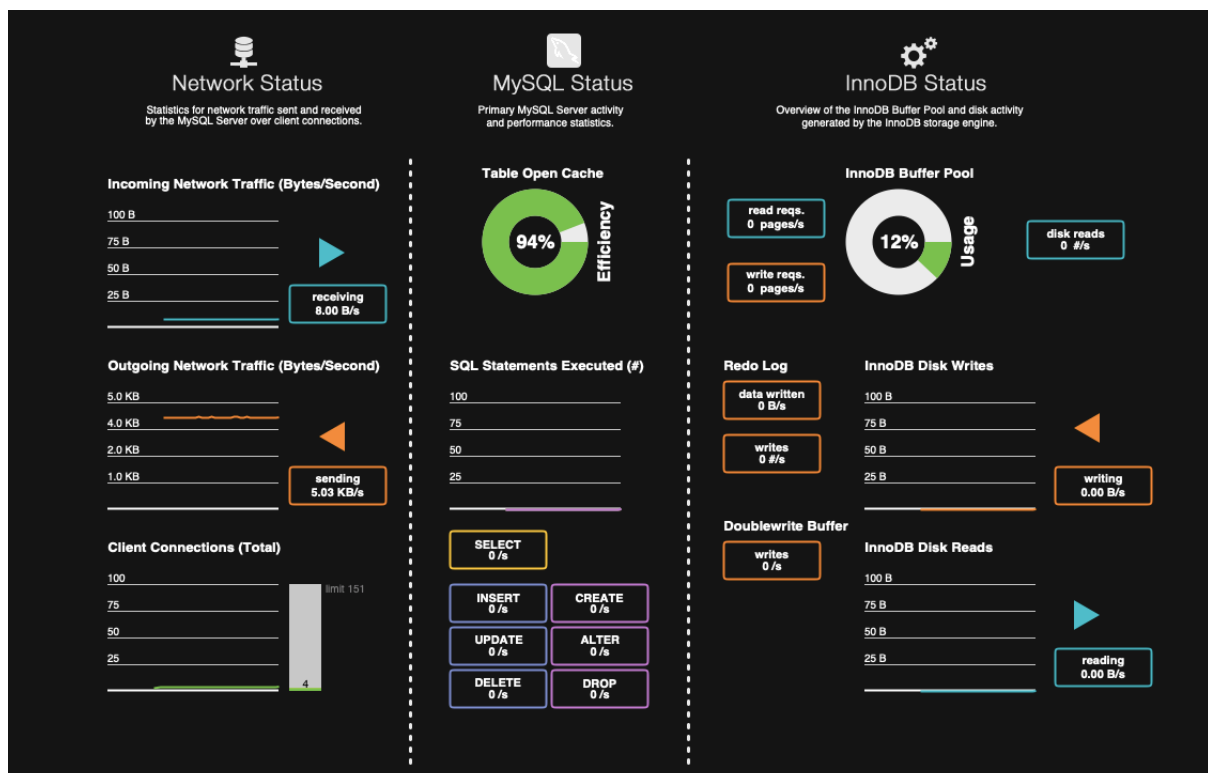 Network Status
Statistics for network traffic sent and received
by the MySQL Server over client connections.
Incoming Network Traffic (Bytes/Second)
100 B
75 B
50 B
25 B
receiving
8.00 B/s
Outgoing Network Traffic (Bytes/Second)
5.0 KB
4.0 KB
2.0 KB
1.0 KB
sending
5.03 KB/s
Client Connections (Total)
100
75
50
25
limit 151
4
MySQL Status
Primary MySQL Server activity
and performance statistics.
Table Open Cache
94%
Efficiency
SQL Statements Executed (#)
100
75
50
25
SELECT
0 /s
INSERT
0 /s
CREATE
0 /s
UPDATE
0 /s
ALTER
0 /s
DELETE
0 /s
DROP
0 /s
InnoDB Status
Overview of the InnoDB Buffer Pool and disk activity
generated by the InnoDB storage engine.
InnoDB Buffer Pool
read reqs.
0 pages/s
write reqs.
0 pages/s
12%
Usage
disk reads
0 #/s
Redo Log
data written
0 B/s
writes
0 #/s
InnoDB Disk Writes
100 B
75 B
50 B
25 B
writing
0.00 B/s
Doublewrite Buffer
writes
0 /s
InnoDB Disk Reads
100 B
75 B
50 B
25 B
reading
0.00 B/s